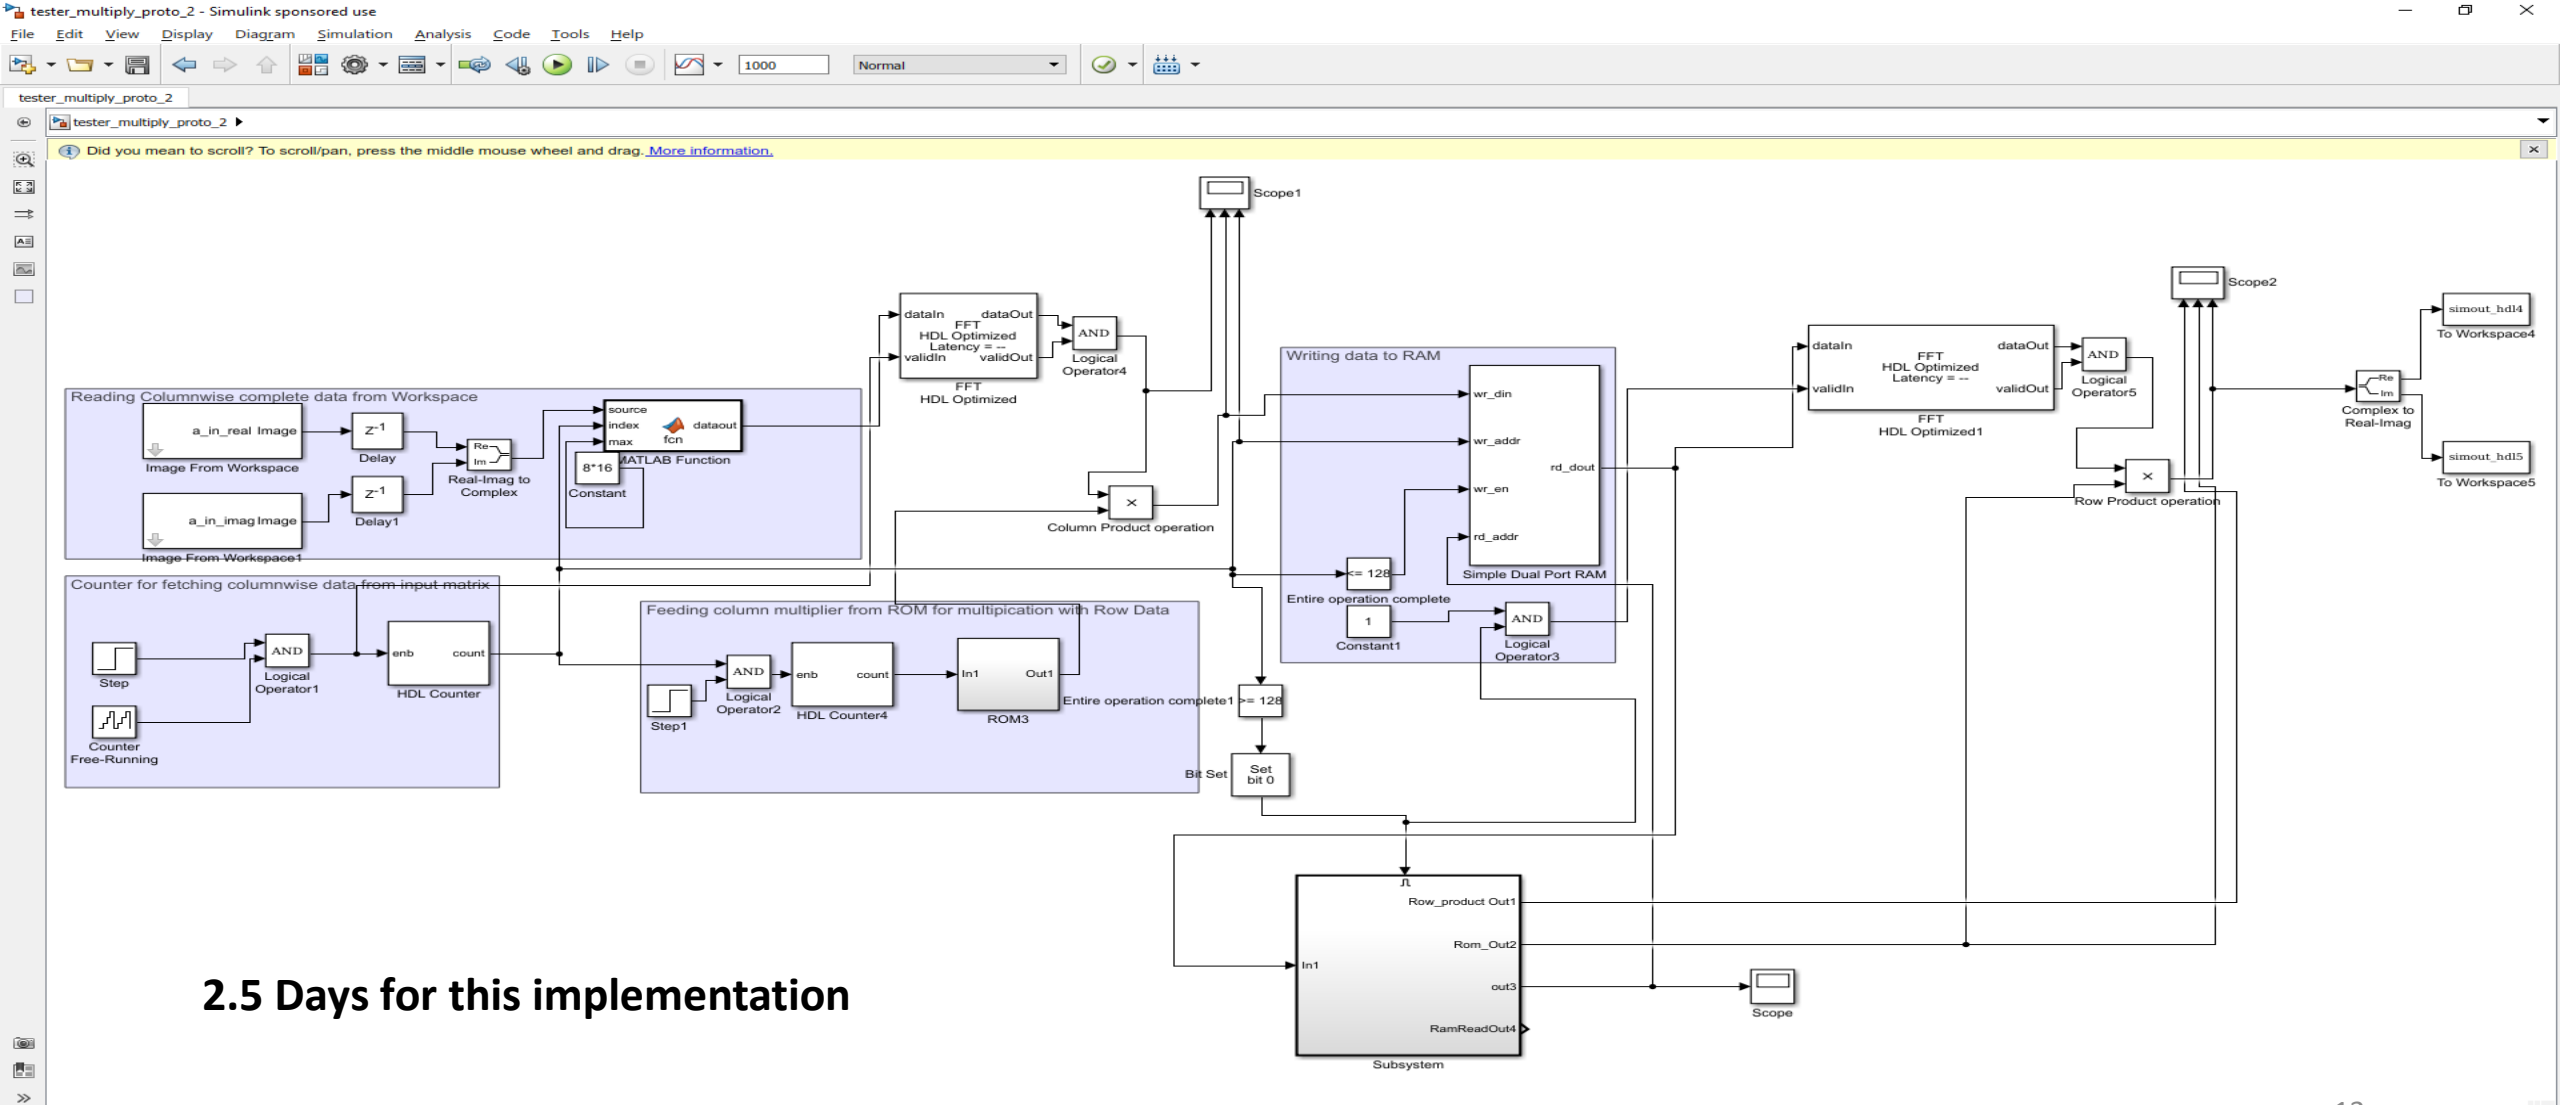 tester_multiply_proto_2 - Simulink sponsored use
File Edit View Display Diagram Simulation Analysis Code Tools Help
1000 Normal
tester_multiply_proto_2
tester_multiply_proto_2
Did you mean to scroll? To scroll/pan, press the middle mouse wheel and drag. More information.
Scope1
Scope2
dataIn dataOut
FFT
HDL Optimized
Latency = --
validIn validOut
FFT
HDL Optimized
AND
Logical
Operator4
Reading Columnwise complete data from Workspace
a_in_real Image
Image From Workspace
z-1
Delay
a_in_imag Image
Image From Workspace1
z-1
Delay1
Re
Im
Real-Imag to
Complex
source
index
max
fcn
dataout
MATLAB Function
8*16
Constant
×
Column Product operation
Writing data to RAM
wr_din
wr_addr
wr_en
rd_addr
rd_dout
Simple Dual Port RAM
<= 128
Entire operation complete
1
Constant1
AND
Logical
Operator3
dataIn dataOut
FFT
HDL Optimized
Latency = --
validIn validOut
FFT
HDL Optimized1
AND
Logical
Operator5
×
Row Product operation
Re
Im
Complex to
Real-Imag
simout_hdl4
To Workspace4
simout_hdl5
To Workspace5
Counter for fetching columnwise data from input matrix
Step
Counter
Free-Running
AND
Logical
Operator1
enb count
HDL Counter
Feeding column multiplier from ROM for multipication with Row Data
Step1
AND
Logical
Operator2
enb count
HDL Counter4
In1 Out1
ROM3
Entire operation complete1
>= 128
Bit Set
Set
bit 0
Row_product Out1
Rom_Out2
In1
out3
RamReadOut4
Subsystem
Scope
2.5 Days for this implementation